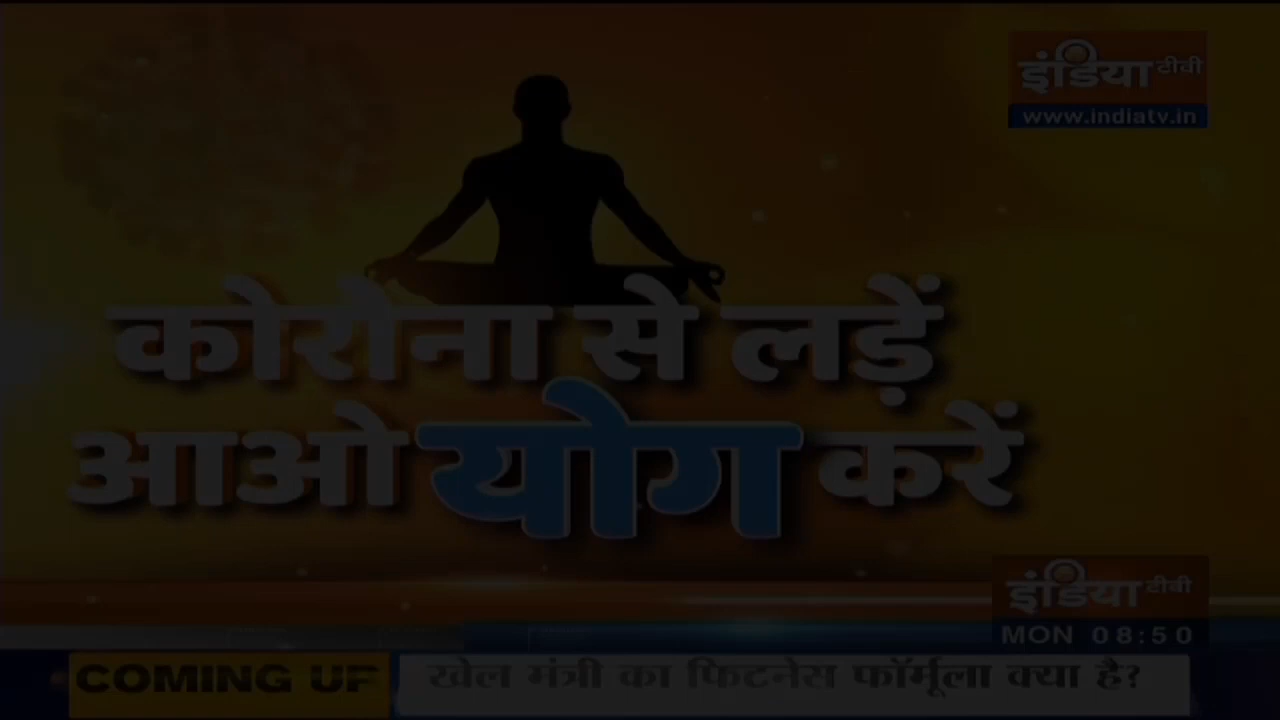 इंडिया टीवी
www.indiatv.in
कोरोना से लड़ें
आओ योग करें
इंडिया टीवी
MON 08:50
COMING UP
खेल मंत्री का फिटनेस फॉर्मूला क्या है?